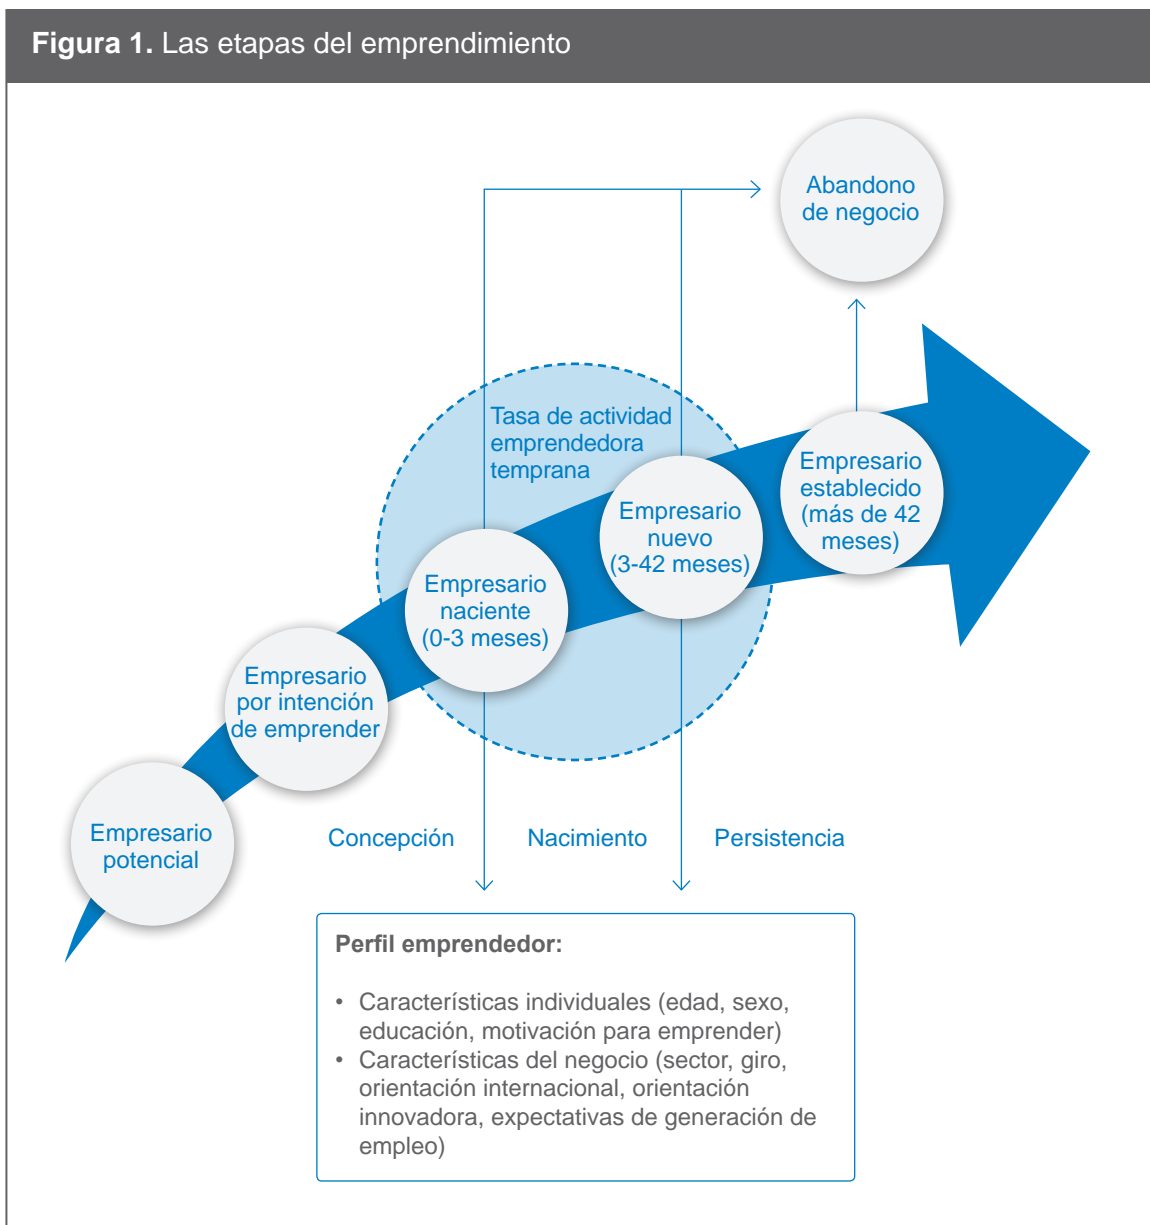 Figura 1. Las etapas del emprendimiento
Abandono
de negocio
Tasa de actividad
emprendedora
temprana
Empresario
establecido
(más de 42
meses)
Empresario
nuevo
(3-42 meses)
Empresario
naciente
(0-3 meses)
Empresario
por intención
de emprender
Empresario
potencial
Concepción
Nacimiento
Persistencia
Perfil emprendedor:
• Características individuales (edad, sexo,
educación, motivación para emprender)
• Características del negocio (sector, giro,
orientación internacional, orientación
innovadora, expectativas de generación de
empleo)